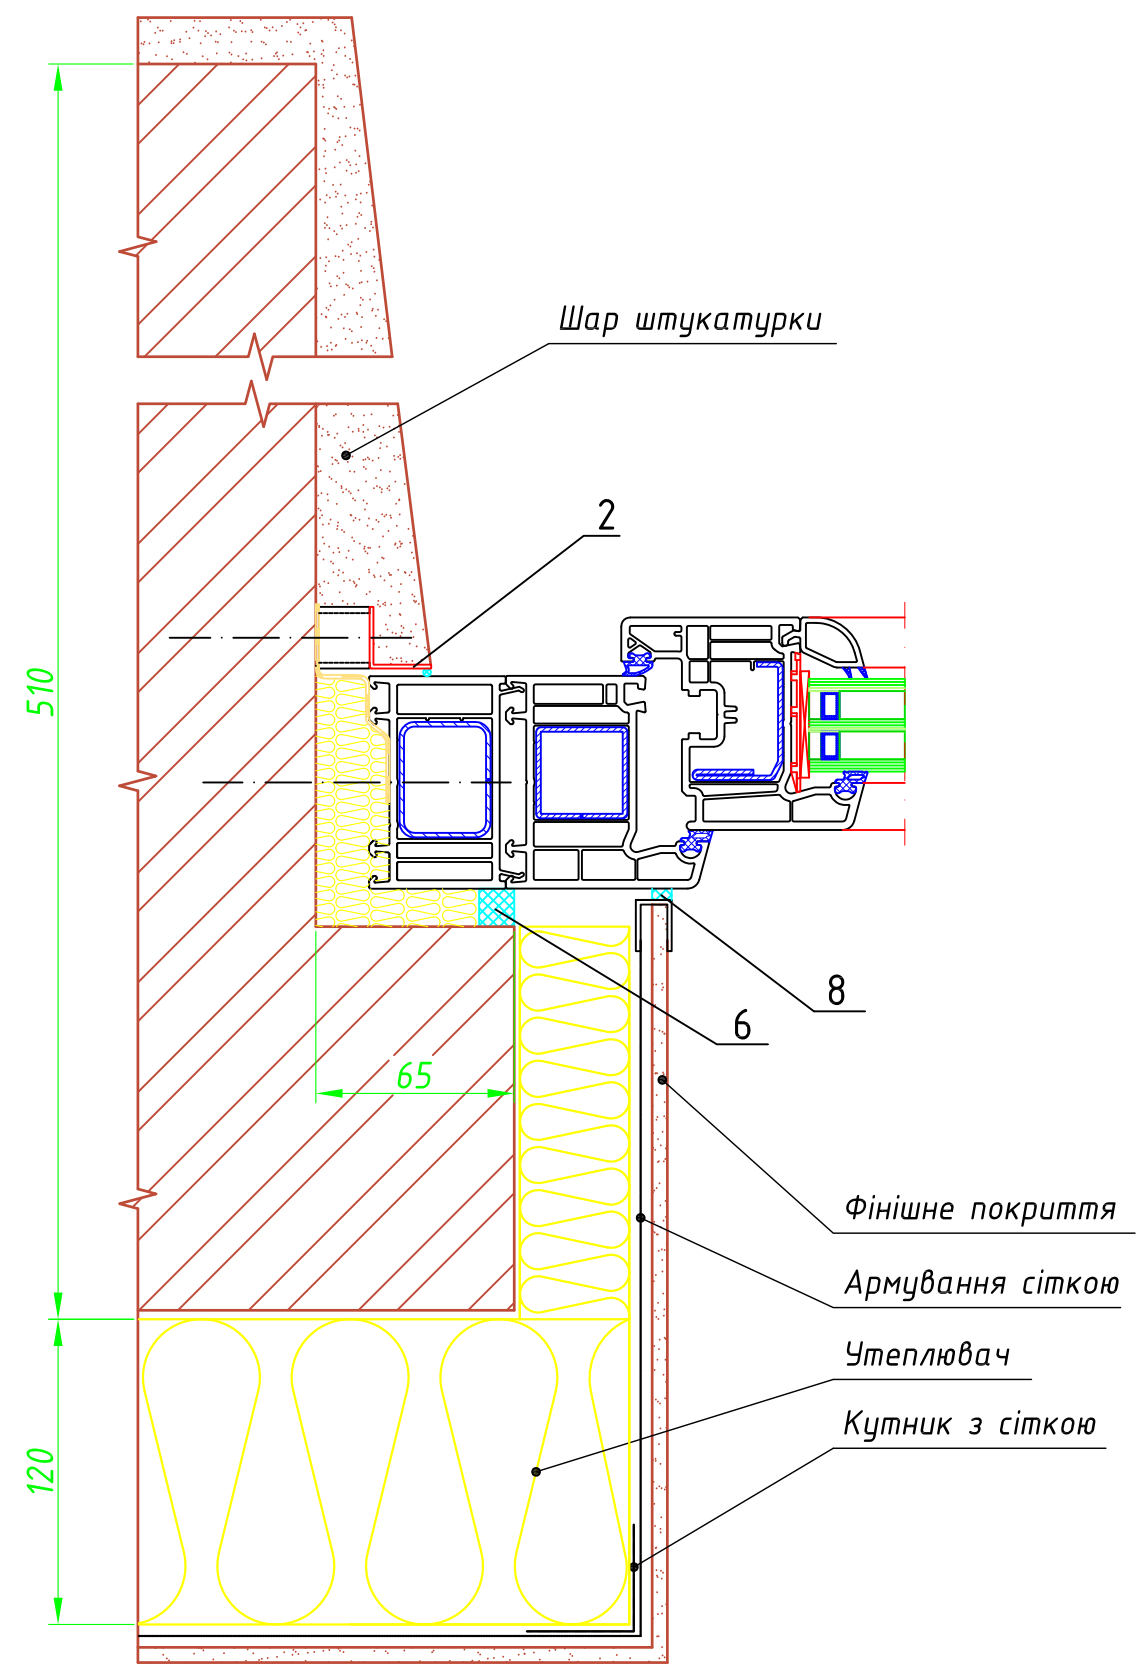 Шар штукатурки
2
510
8
6
65
Фінішне покриття
Армування сіткою
Утеплювач
Кутник з сіткою
120